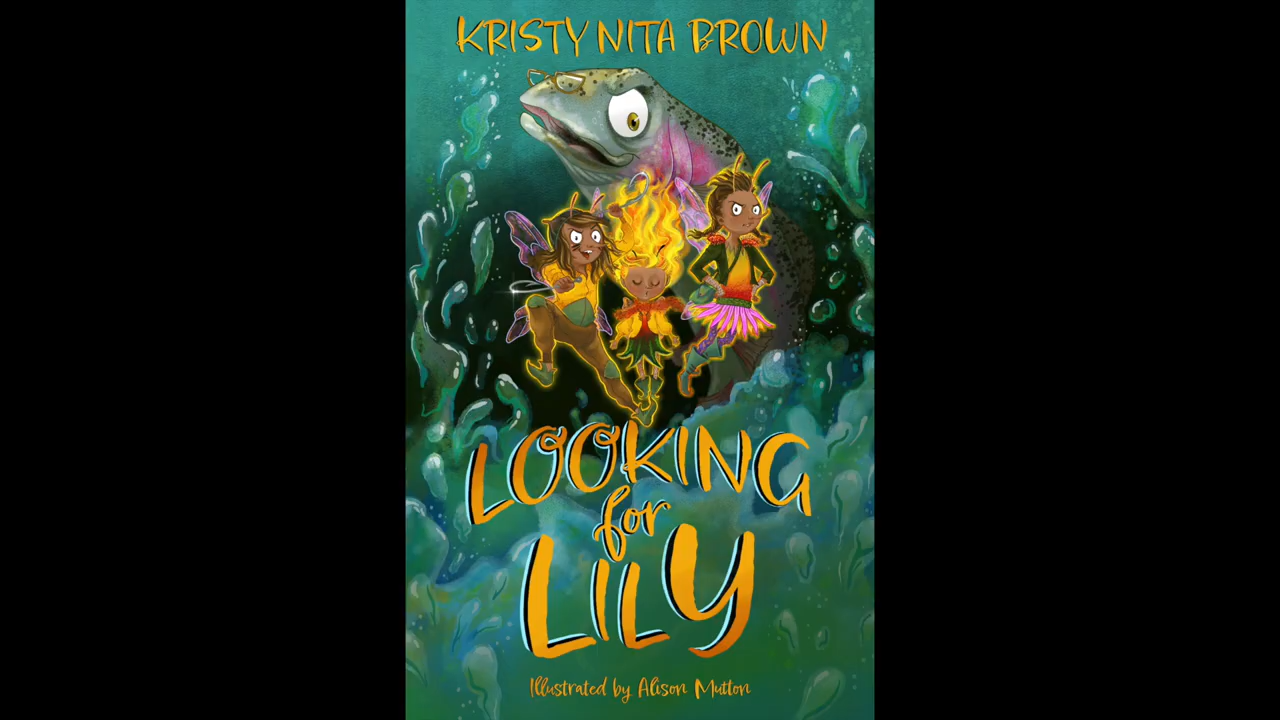 KRISTY NITA BROWN
LOOKING
for
LILY
Illustrated by Alison Mutton